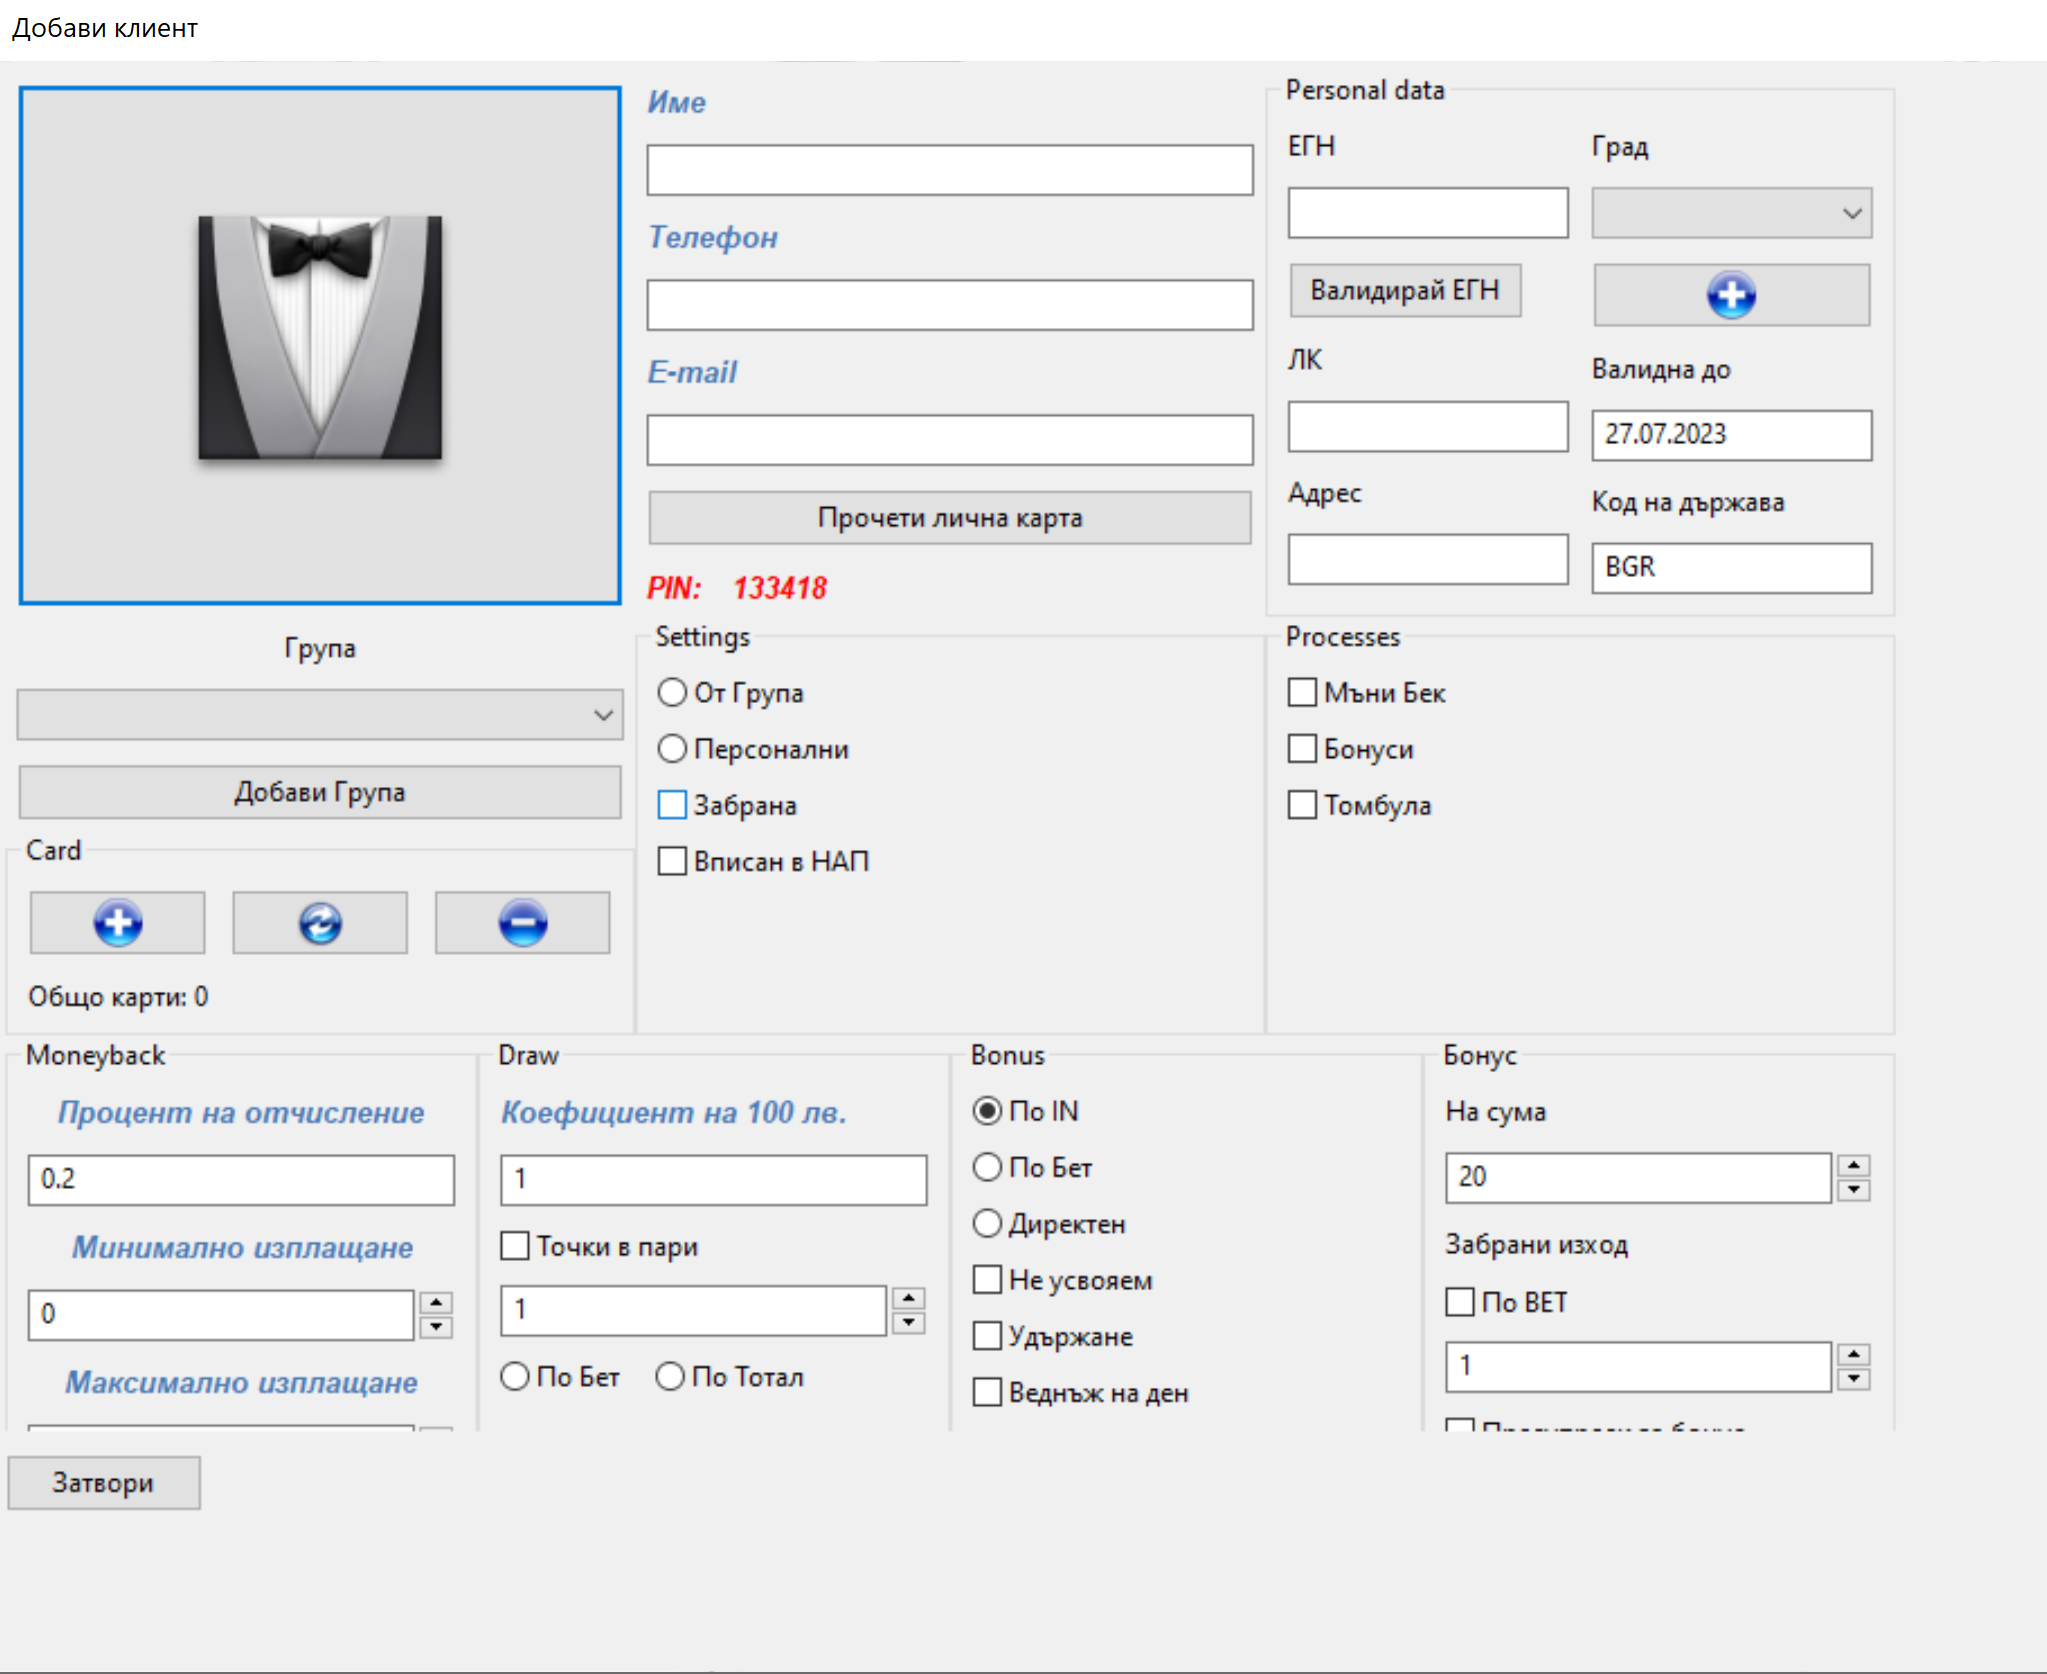 Добави клиент
Име
Телефон
E-mail
Прочети лична карта
PIN: 133418
Personal data
ЕГН
Град
Валидирай ЕГН
ЛК
Валидна до
27.07.2023
Адрес
Код на държава
BGR
Група
Добави Група
Card
Общо карти: 0
Settings
От Група
Персонални
Забрана
Вписан в НАП
Processes
Мъни Бек
Бонуси
Томбула
Moneyback
Процент на отчисление
0.2
Минимално изплащане
0
Максимално изплащане
Draw
Коефициент на 100 лв.
1
Точки в пари
1
По Бет
По Тотал
Bonus
По IN
По Бет
Директен
Не усвояем
Удържане
Веднъж на ден
Бонус
На сума
20
Забрани изход
По BET
1
Затвори